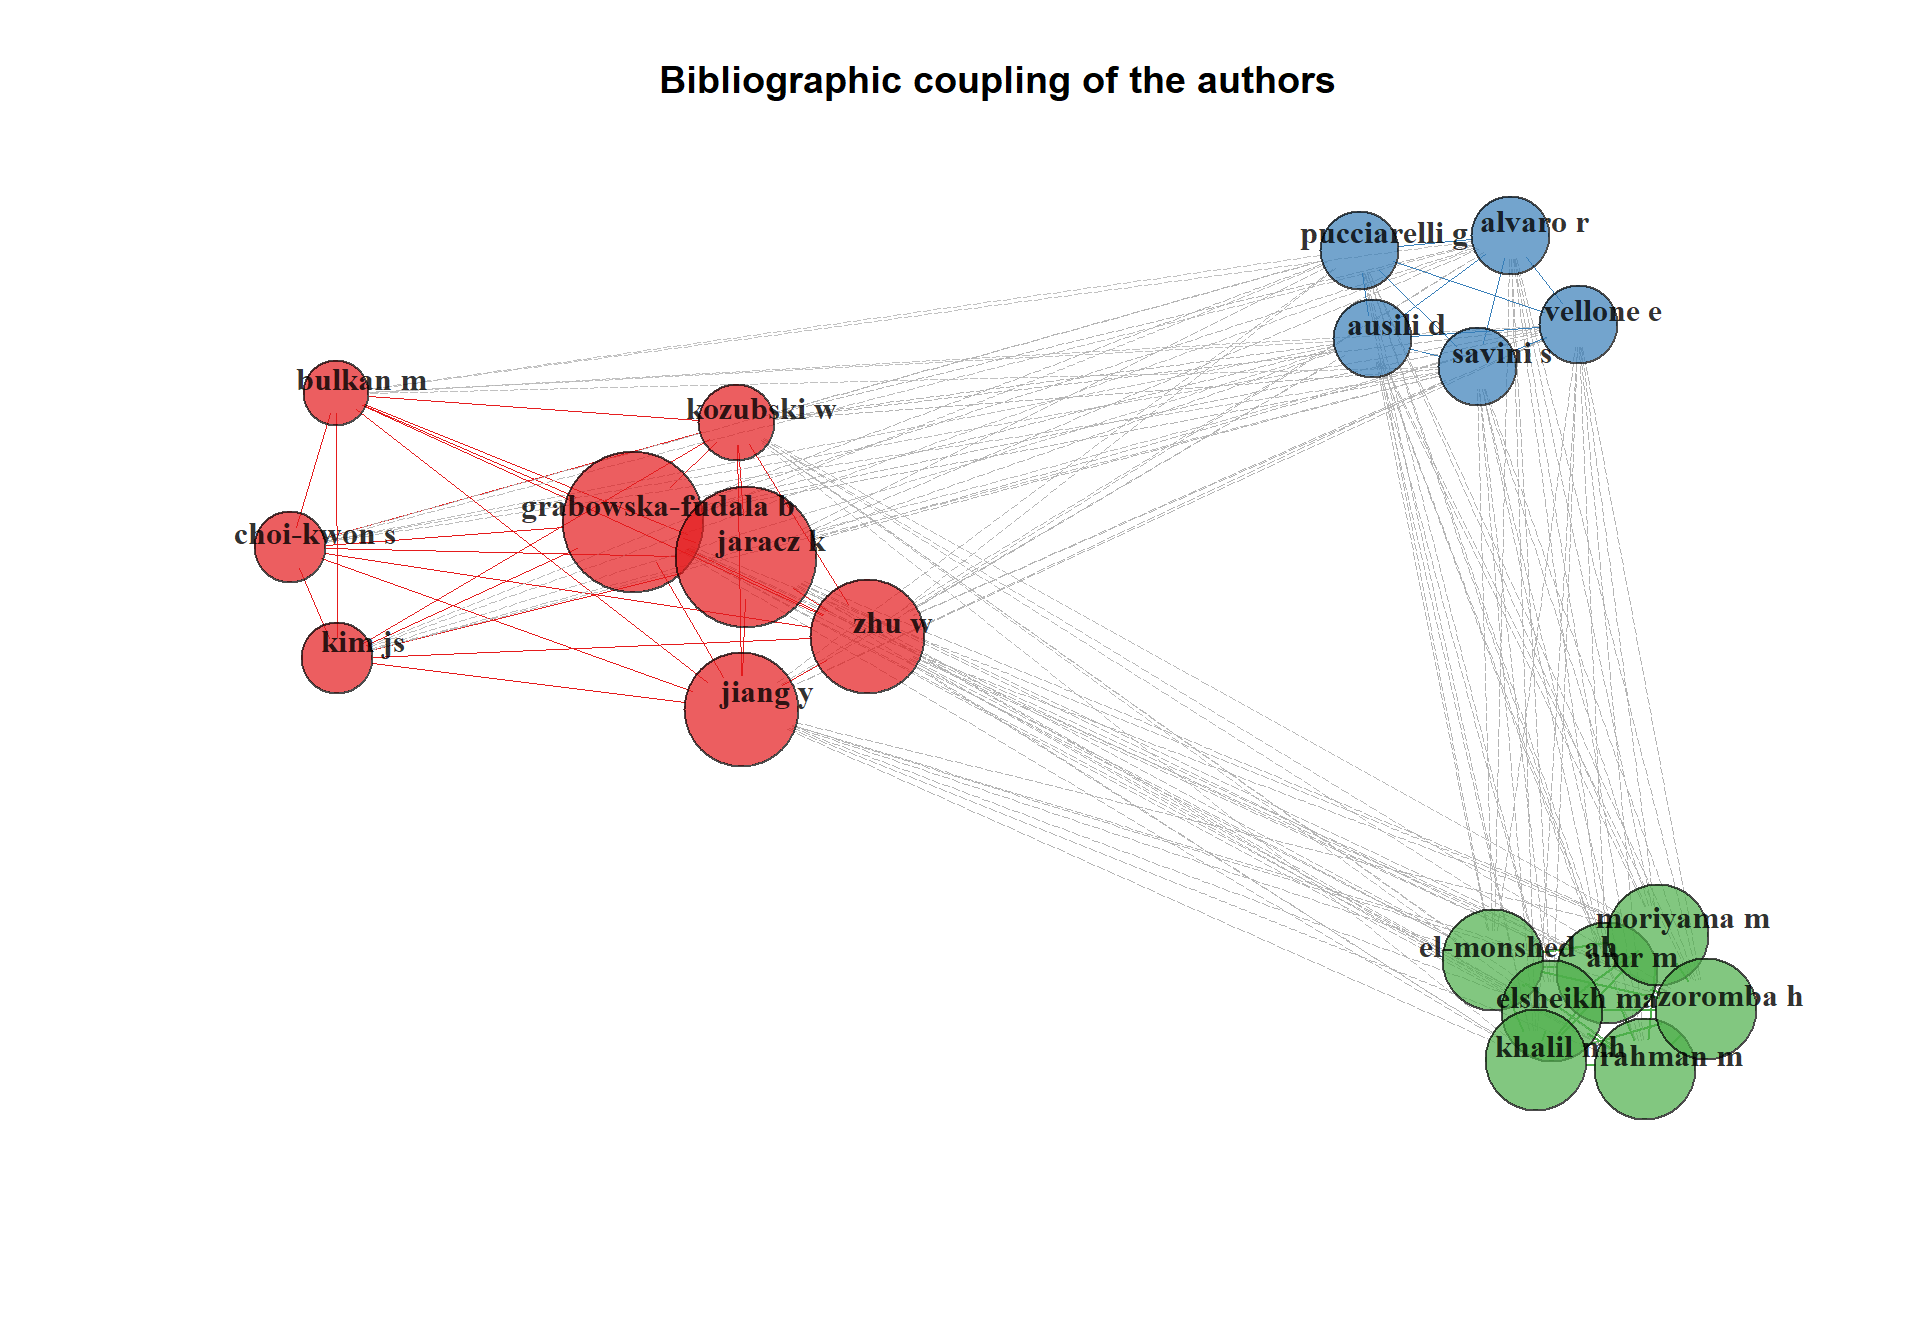 Bibliographic coupling of the authors
pucciarelli g
alvaro r
vellone e
ausili d
savini s
bulkan m
kozubski w
grabowska-fudala b
jaracz k
choi-kwon s
zhu w
kim js
jiang y
moriyama m
el-monshed ah
amr m
elsheikh ma
zoromba h
khalil mh
rahman m